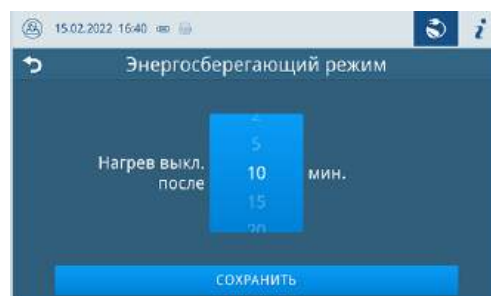 15.02.2022 16:40
i
Энергосберегающий режим
2
5
Нагрев выкл.
после
10
мин.
15
20
СОХРАНИТЬ